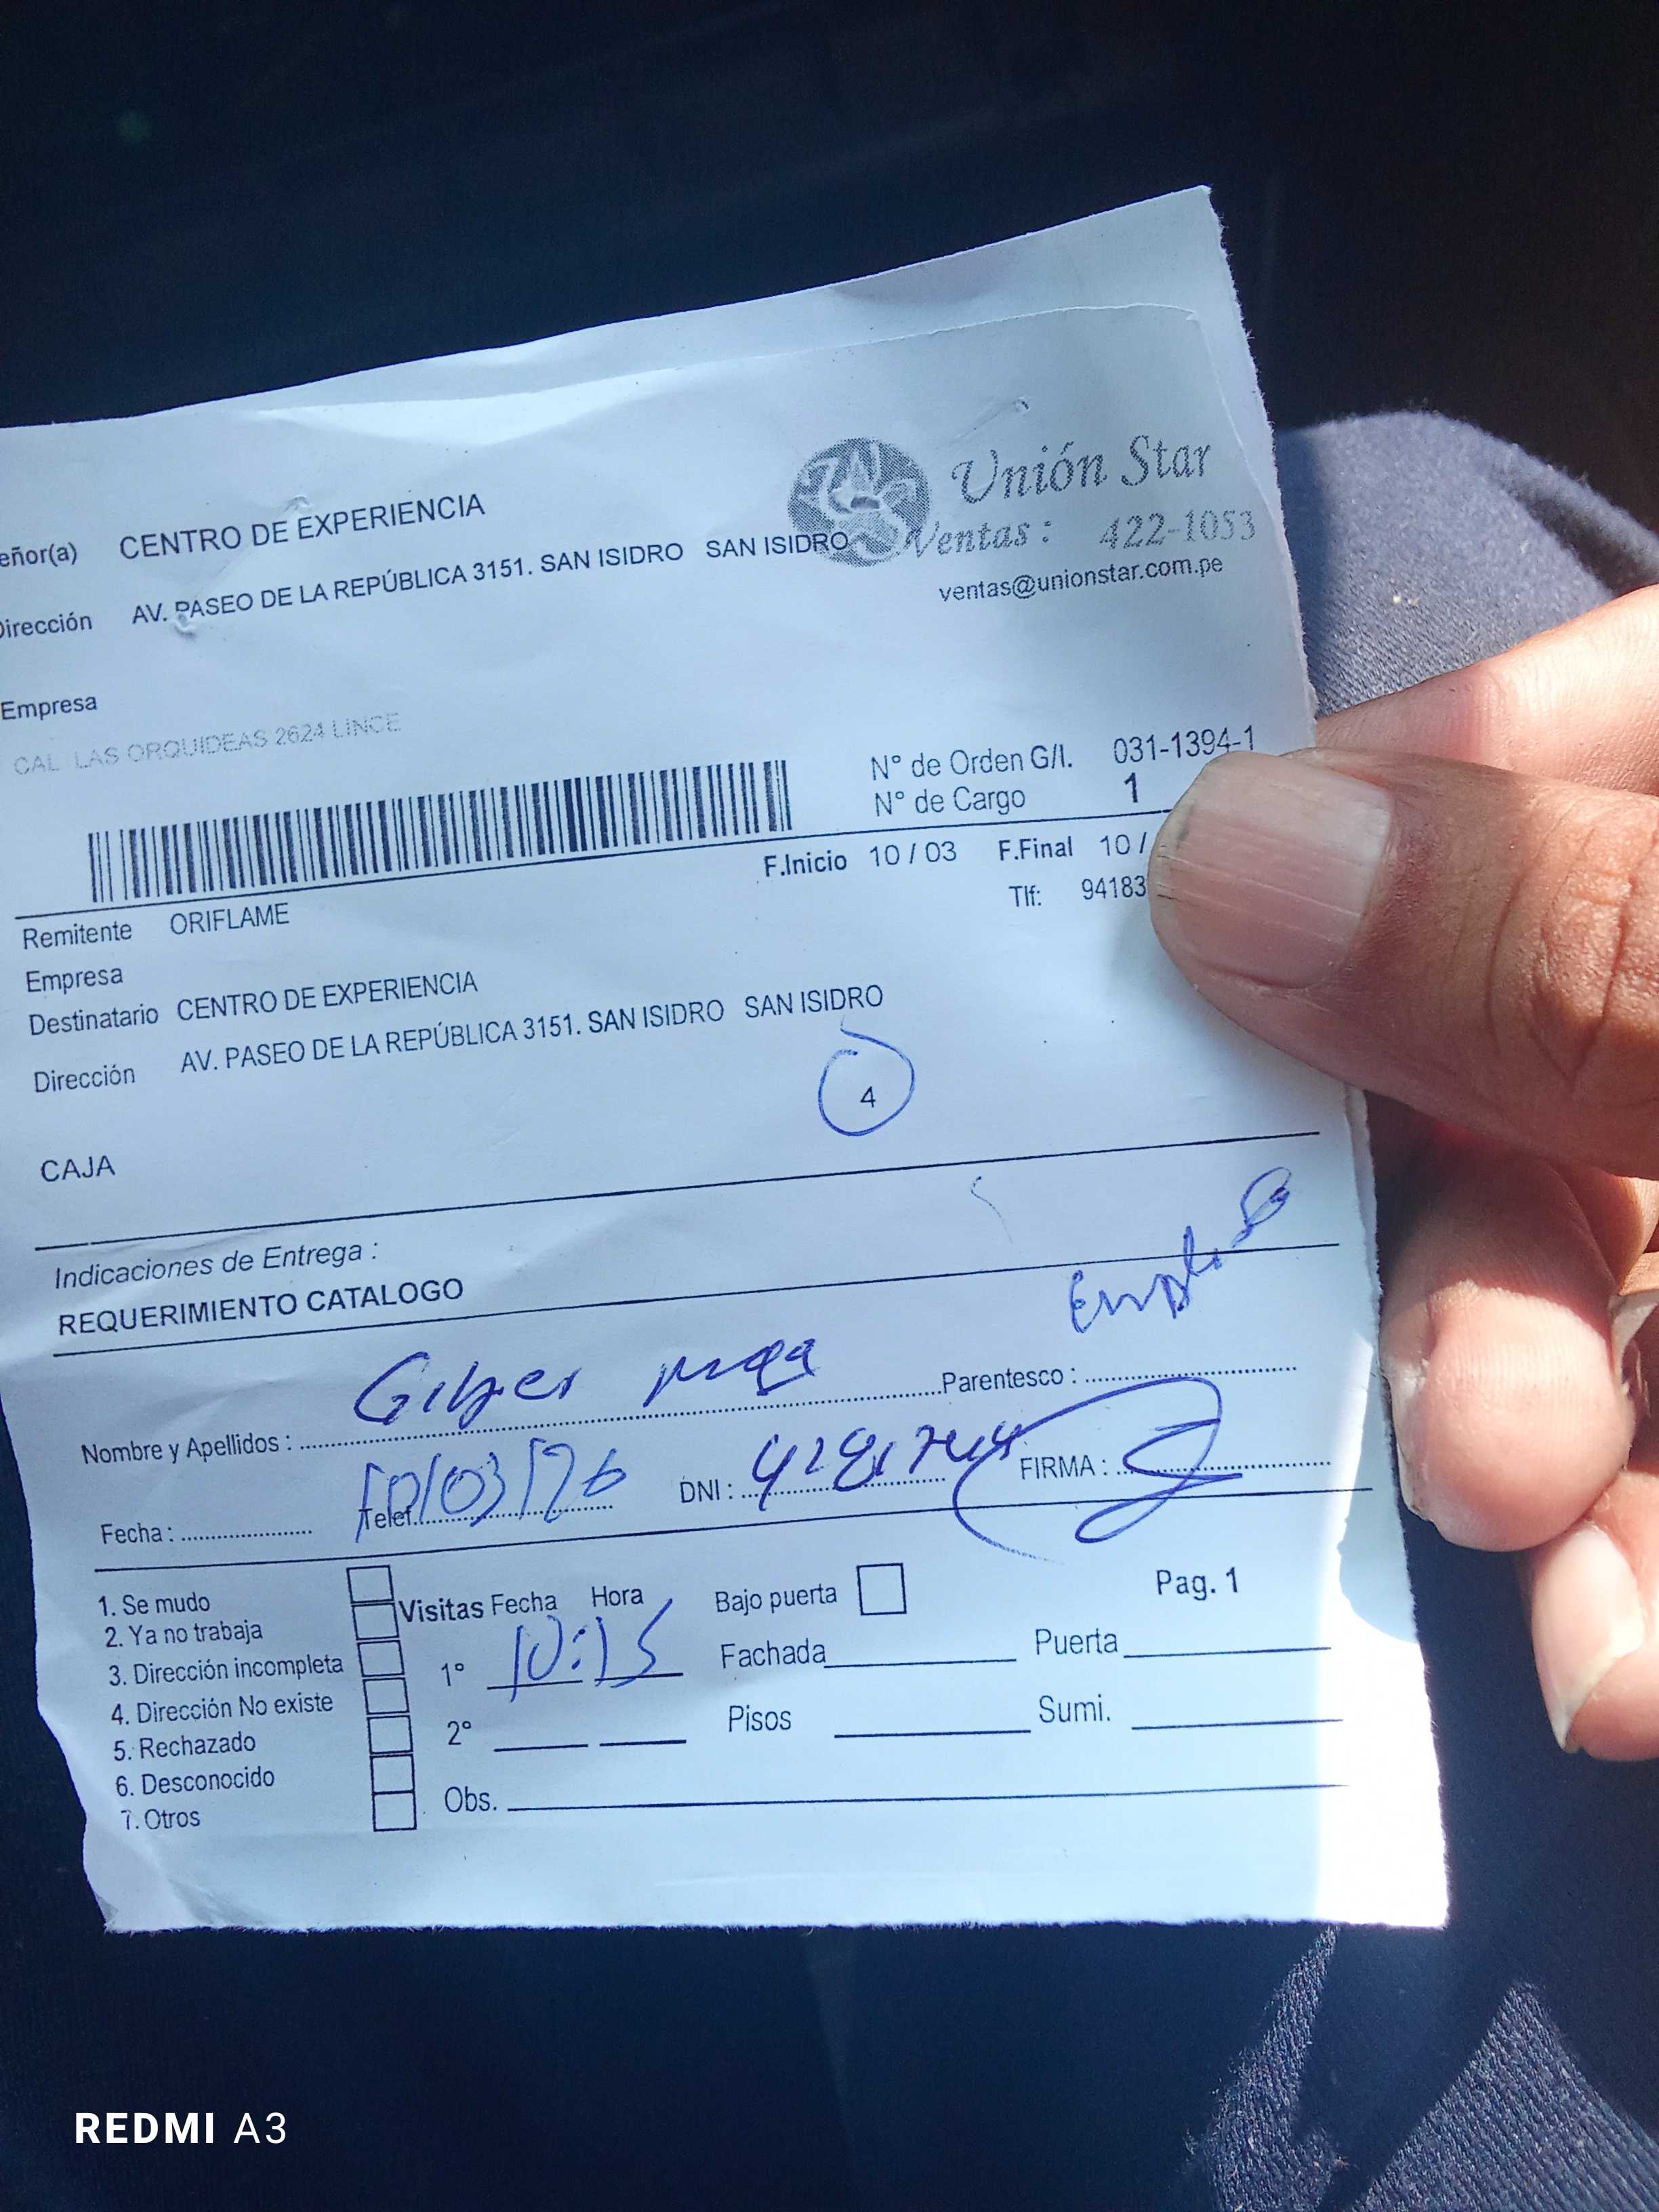 Unión Star
eñor(a) CENTRO DE EXPERIENCIA
Ventas: 422-1053
Dirección AV. PASEO DE LA REPÚBLICA 3151. SAN ISIDRO SAN ISIDRO
ventas@unionstar.com.pe
Empresa
CAL LAS ORQUIDEAS 2624 LINCE
N° de Orden G/I. 031-1394-1
N° de Cargo 1
F.Inicio 10 / 03 F.Final 10 /
Tlf: 94183
Remitente ORIFLAME
Empresa
Destinatario CENTRO DE EXPERIENCIA
Dirección AV. PASEO DE LA REPÚBLICA 3151. SAN ISIDRO SAN ISIDRO
4
CAJA
Indicaciones de Entrega :
REQUERIMIENTO CATALOGO
Nombre y Apellidos : Parentesco :
Fecha : Telef. 10/03/26 DNI : FIRMA :
1. Se mudo
2. Ya no trabaja
3. Dirección incompleta
4. Dirección No existe
5. Rechazado
6. Desconocido
7. Otros
Visitas Fecha Hora Bajo puerta Pag. 1
1° 10:15 Fachada Puerta
2° Pisos Sumi.
Obs.
REDMI A3